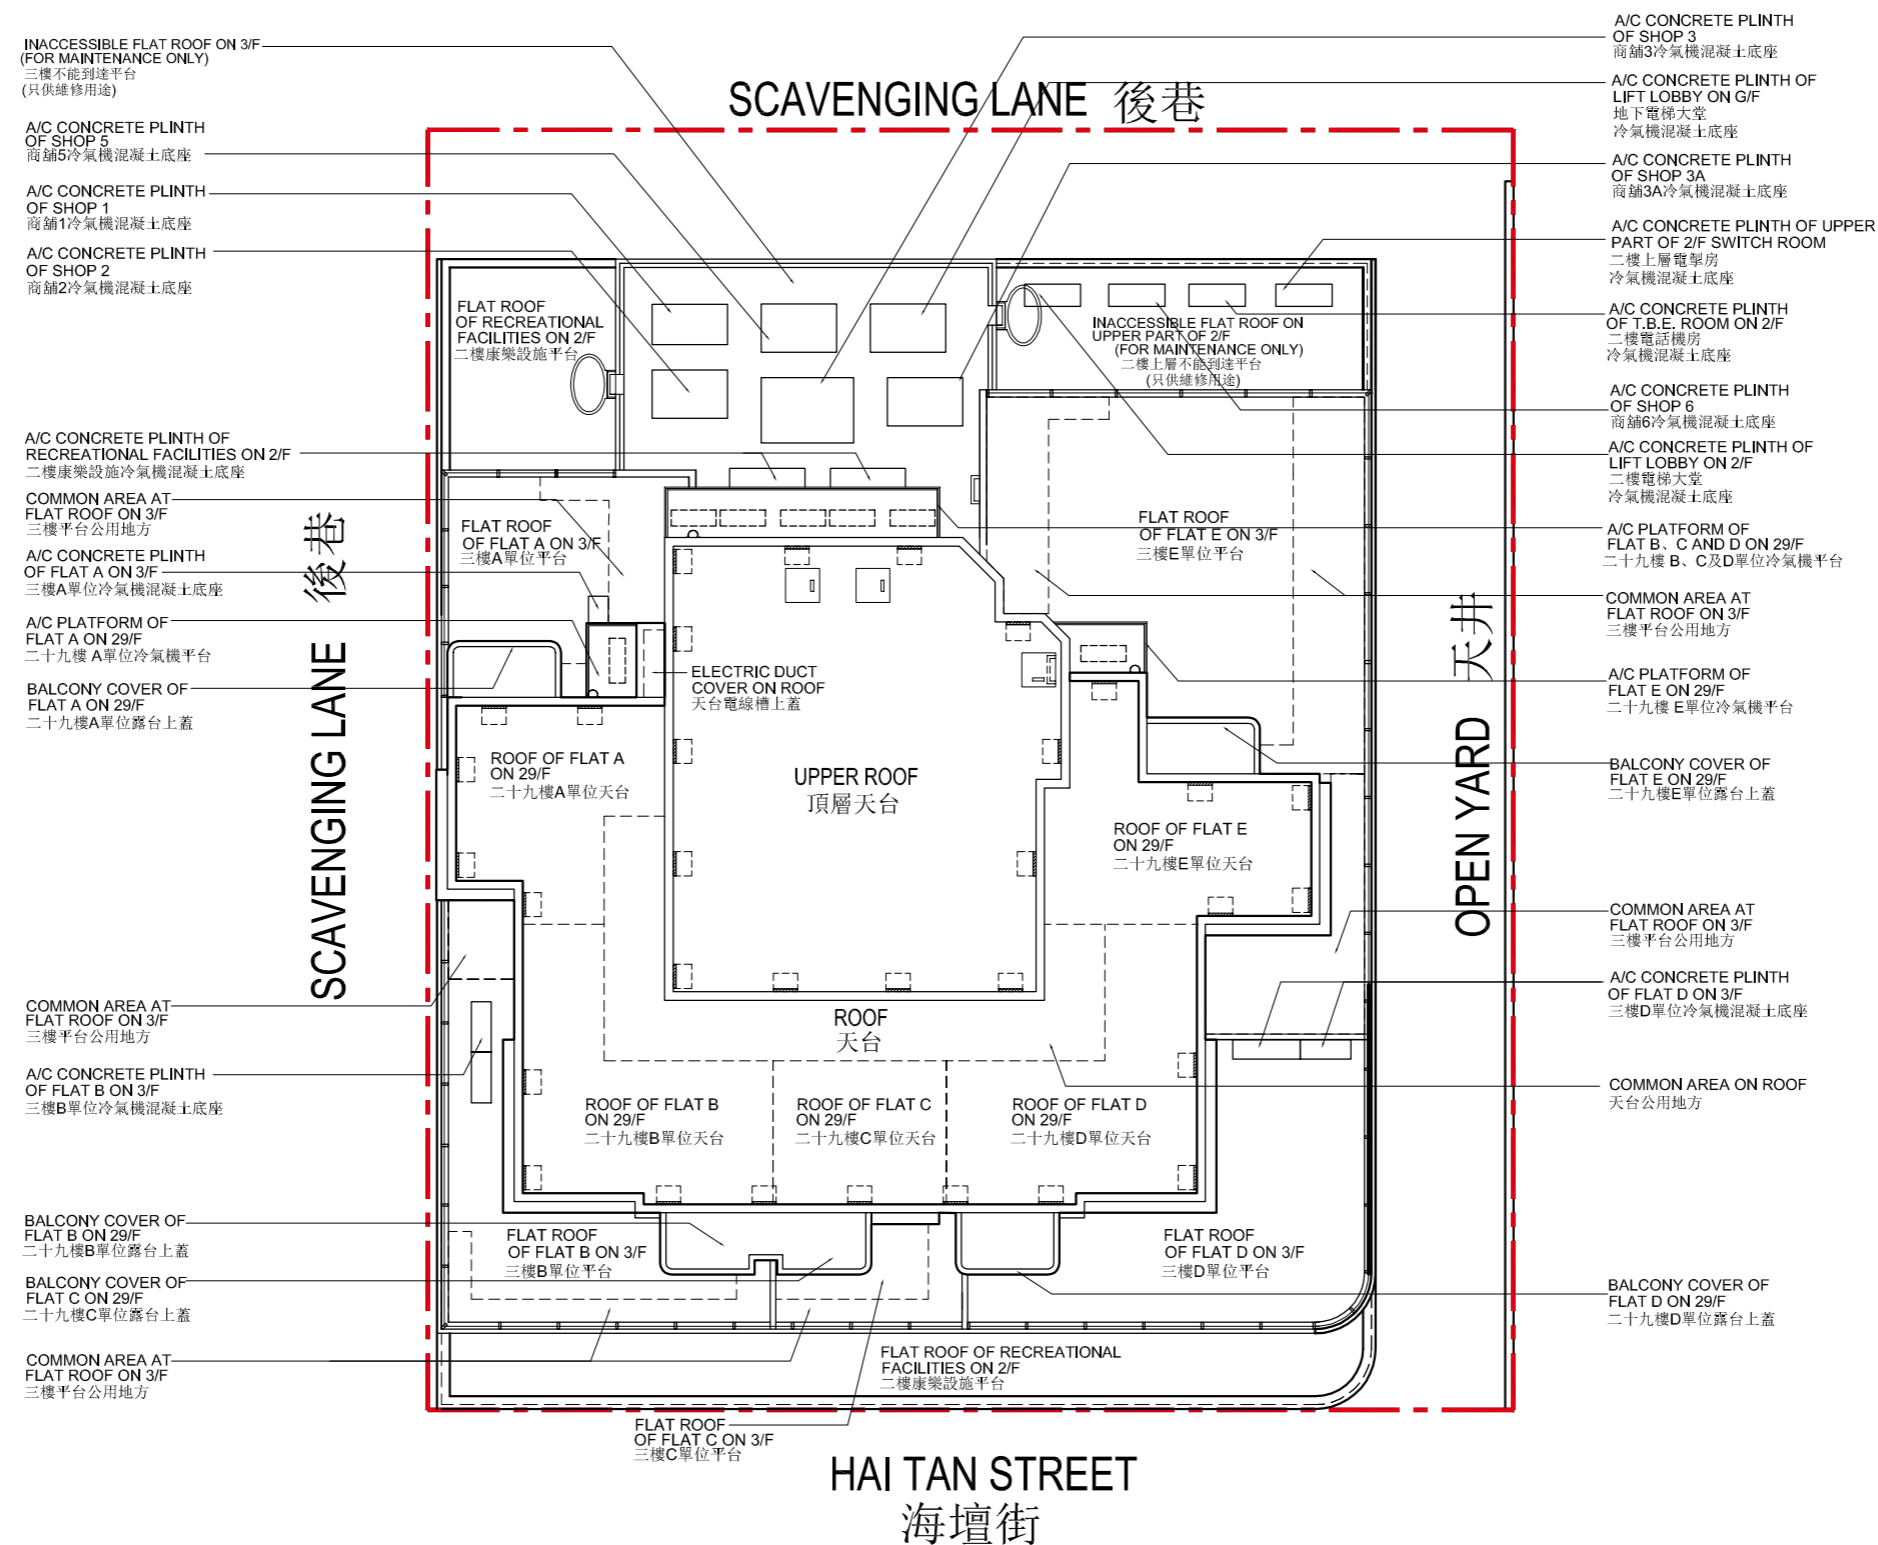 INACCESSIBLE FLAT ROOF ON 3/F
(FOR MAINTENANCE ONLY)
三樓不能到達平台
(只供維修用途)
A/C CONCRETE PLINTH
OF SHOP 5
商舖5冷氣機混凝土底座
A/C CONCRETE PLINTH
OF SHOP 1
商舖1冷氣機混凝土底座
A/C CONCRETE PLINTH
OF SHOP 2
商舖2冷氣機混凝土底座
A/C CONCRETE PLINTH OF
RECREATIONAL FACILITIES ON 2/F
二樓康樂設施冷氣機混凝土底座
COMMON AREA AT
FLAT ROOF ON 3/F
三樓平台公用地方
A/C CONCRETE PLINTH
OF FLAT A ON 3/F
三樓A單位冷氣機混凝土底座
A/C PLATFORM OF
FLAT A ON 29/F
二十九樓 A單位冷氣機平台
BALCONY COVER OF
FLAT A ON 29/F
二十九樓A單位露台上蓋
COMMON AREA AT
FLAT ROOF ON 3/F
三樓平台公用地方
A/C CONCRETE PLINTH
OF FLAT B ON 3/F
三樓B單位冷氣機混凝土底座
BALCONY COVER OF
FLAT B ON 29/F
二十九樓B單位露台上蓋
BALCONY COVER OF
FLAT C ON 29/F
二十九樓C單位露台上蓋
COMMON AREA AT
FLAT ROOF ON 3/F
三樓平台公用地方
SCAVENGING LANE 後巷
SCAVENGING LANE 後巷
FLAT ROOF
OF RECREATIONAL
FACILITIES ON 2/F
二樓康樂設施平台
INACCESSIBLE FLAT ROOF ON
UPPER PART OF 2/F
(FOR MAINTENANCE ONLY)
二樓上層不能到達平台
(只供維修用途)
FLAT ROOF
OF FLAT A ON 3/F
三樓A單位平台
FLAT ROOF
OF FLAT E ON 3/F
三樓E單位平台
ELECTRIC DUCT
COVER ON ROOF
天台電線槽上蓋
ROOF OF FLAT A
ON 29/F
二十九樓A單位天台
UPPER ROOF
頂層天台
ROOF OF FLAT E
ON 29/F
二十九樓E單位天台
ROOF
天台
ROOF OF FLAT B
ON 29/F
二十九樓B單位天台
ROOF OF FLAT C
ON 29/F
二十九樓C單位天台
ROOF OF FLAT D
ON 29/F
二十九樓D單位天台
FLAT ROOF
OF FLAT B ON 3/F
三樓B單位平台
FLAT ROOF
OF FLAT D ON 3/F
三樓D單位平台
FLAT ROOF OF RECREATIONAL
FACILITIES ON 2/F
二樓康樂設施平台
FLAT ROOF
OF FLAT C ON 3/F
三樓C單位平台
HAI TAN STREET
海壇街
OPEN YARD 天井
A/C CONCRETE PLINTH
OF SHOP 3
商舖3冷氣機混凝土底座
A/C CONCRETE PLINTH OF
LIFT LOBBY ON G/F
地下電梯大堂
冷氣機混凝土底座
A/C CONCRETE PLINTH
OF SHOP 3A
商舖3A冷氣機混凝土底座
A/C CONCRETE PLINTH OF UPPER
PART OF 2/F SWITCH ROOM
二樓上層電掣房
冷氣機混凝土底座
A/C CONCRETE PLINTH
OF T.B.E. ROOM ON 2/F
二樓電話機房
冷氣機混凝土底座
A/C CONCRETE PLINTH
OF SHOP 6
商舖6冷氣機混凝土底座
A/C CONCRETE PLINTH OF
LIFT LOBBY ON 2/F
二樓電梯大堂
冷氣機混凝土底座
A/C PLATFORM OF
FLAT B、C AND D ON 29/F
二十九樓 B、C及D單位冷氣機平台
COMMON AREA AT
FLAT ROOF ON 3/F
三樓平台公用地方
A/C PLATFORM OF
FLAT E ON 29/F
二十九樓 E單位冷氣機平台
BALCONY COVER OF
FLAT E ON 29/F
二十九樓E單位露台上蓋
COMMON AREA AT
FLAT ROOF ON 3/F
三樓平台公用地方
A/C CONCRETE PLINTH
OF FLAT D ON 3/F
三樓D單位冷氣機混凝土底座
COMMON AREA ON ROOF
天台公用地方
BALCONY COVER OF
FLAT D ON 29/F
二十九樓D單位露台上蓋